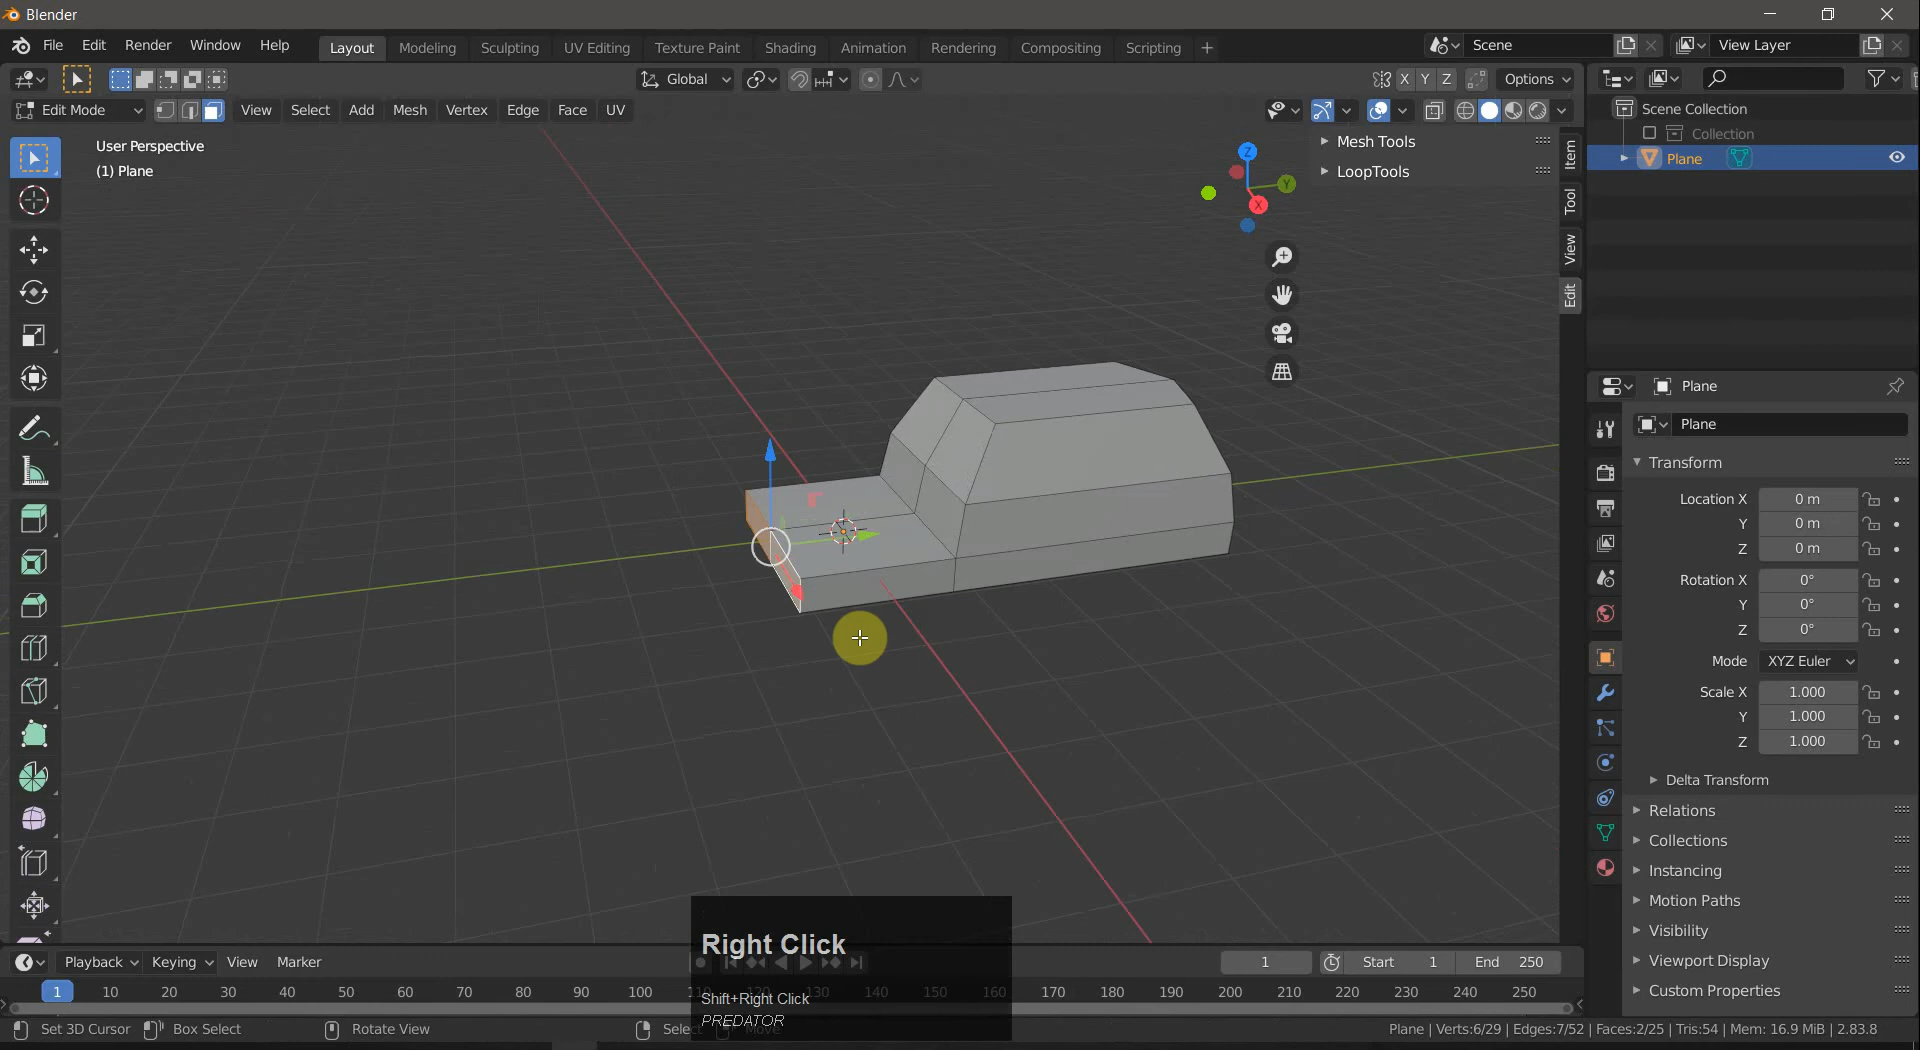 Blender
File Edit Render Window Help Layout Modeling Sculpting UV Editing Texture Paint Shading Animation Rendering Compositing Scripting + Scene View Layer
Global X Y Z Options
Edit Mode View Select Add Mesh Vertex Edge Face UV
User Perspective
(1) Plane
Z
Y
X
Mesh Tools
LoopTools
Item
Tool
View
Edit
Scene Collection
Collection
Plane
Plane
Plane
Transform
Location X 0 m
Y 0 m
Z 0 m
Rotation X 0°
Y 0°
Z 0°
Mode XYZ Euler
Scale X 1.000
Y 1.000
Z 1.000
Delta Transform
Relations
Collections
Instancing
Motion Paths
Visibility
Viewport Display
Custom Properties
Right Click
Shift+Right Click
PREDATOR
Playback Keying View Marker 1 Start 1 End 250
1 10 20 30 40 50 60 70 80 90 100 130 140 150 160 170 180 190 200 210 220 230 240 250
Set 3D Cursor Box Select Rotate View Select Move
Plane | Verts:6/29 | Edges:7/52 | Faces:2/25 | Tris:54 | Mem: 16.9 MiB | 2.83.8